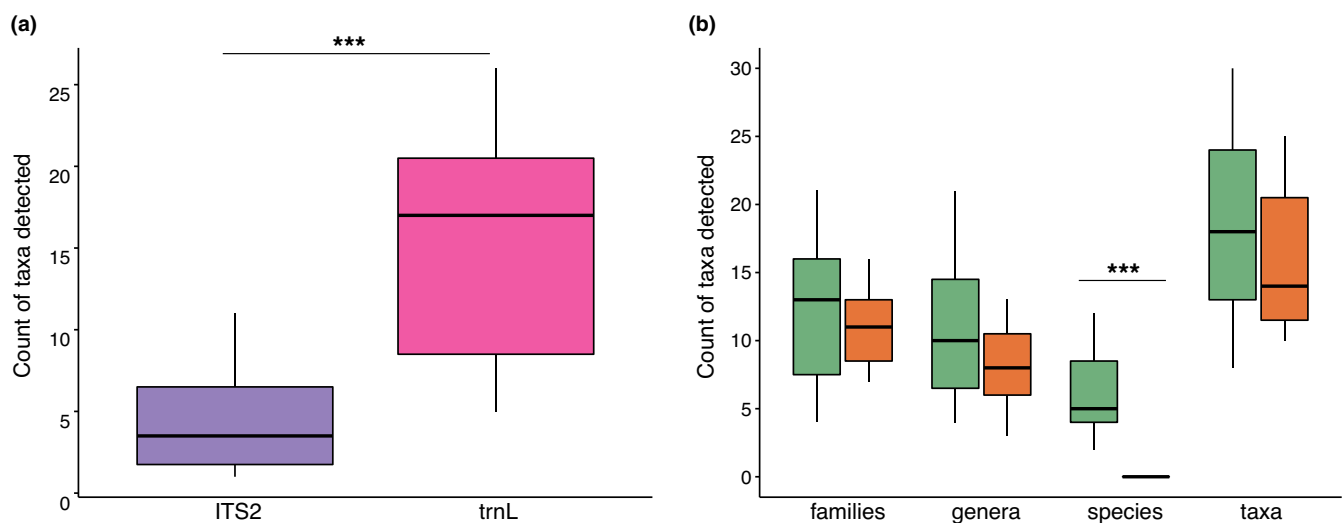 (a)
***
Count of taxa detected
25
20
15
10
5
0
ITS2 trnL
(b)
***
Count of taxa detected
30
25
20
15
10
5
0
families genera species taxa